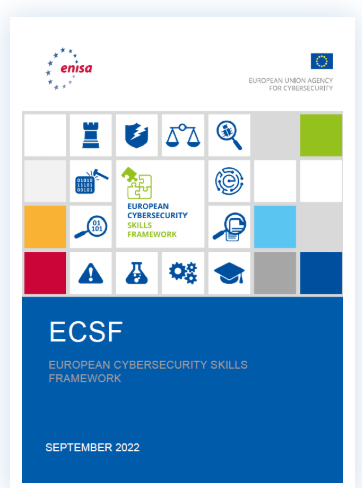 enisa
EUROPEAN UNION AGENCY
FOR CYBERSECURITY
01010
11101
00101
EUROPEAN
CYBERSECURITY
SKILLS
FRAMEWORK
01
101
ECSF
EUROPEAN CYBERSECURITY SKILLS
FRAMEWORK
SEPTEMBER 2022